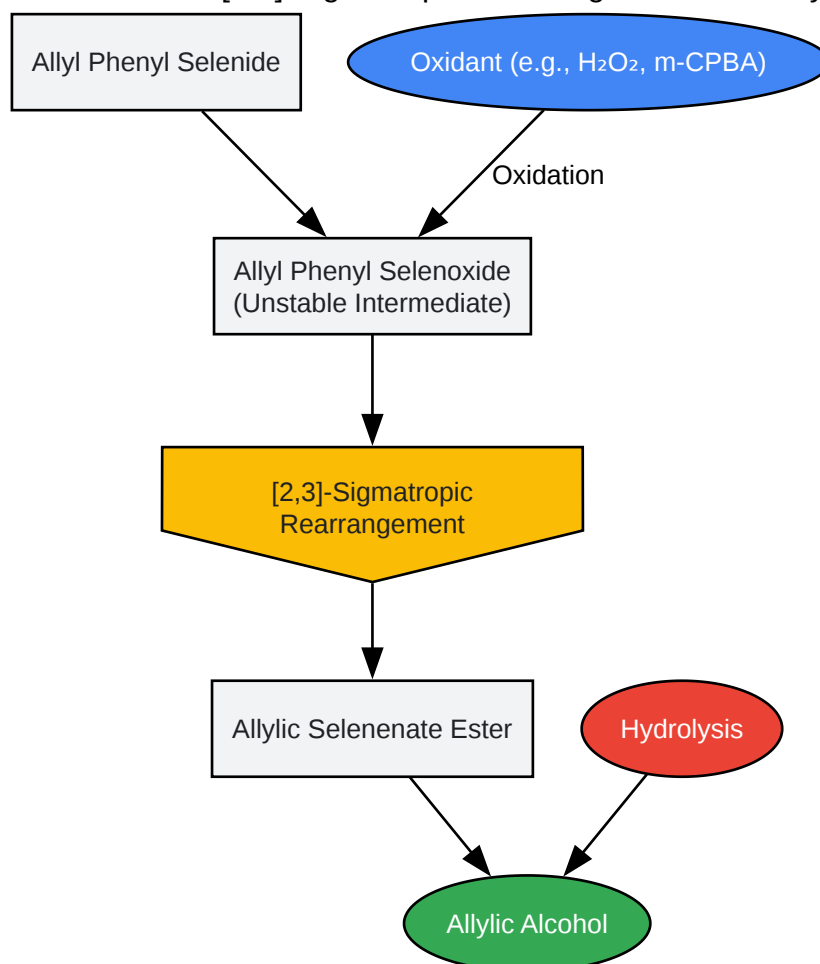 Allyl Phenyl Selenide
Oxidant (e.g., H₂O₂, m-CPBA)
Oxidation
Allyl Phenyl Selenoxide
(Unstable Intermediate)
[2,3]-Sigmatropic
Rearrangement
Allylic Selenenate Ester
Hydrolysis
Allylic Alcohol